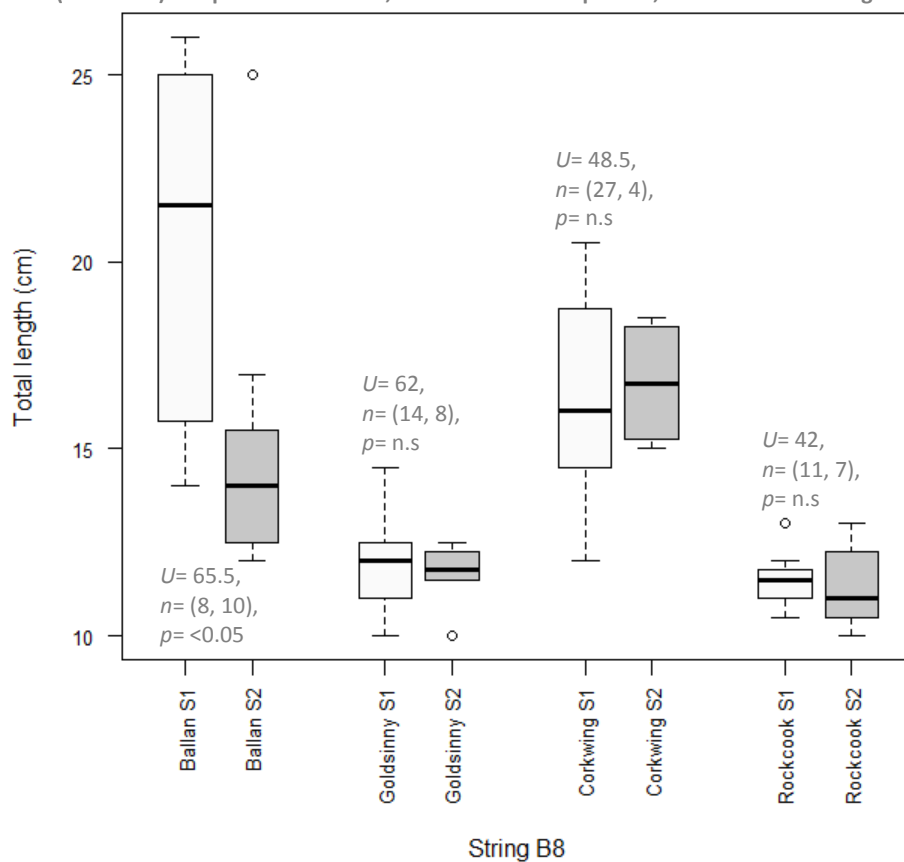 25
20
15
10
Total length (cm)
U= 48.5,
n= (27, 4),
p= n.s
U= 62,
n= (14, 8),
p= n.s
U= 42,
n= (11, 7),
p= n.s
U= 65.5,
n= (8, 10),
p= <0.05
Ballan S1
Ballan S2
Goldsinny S1
Goldsinny S2
Corkwing S1
Corkwing S2
Rockcook S1
Rockcook S2
String B8